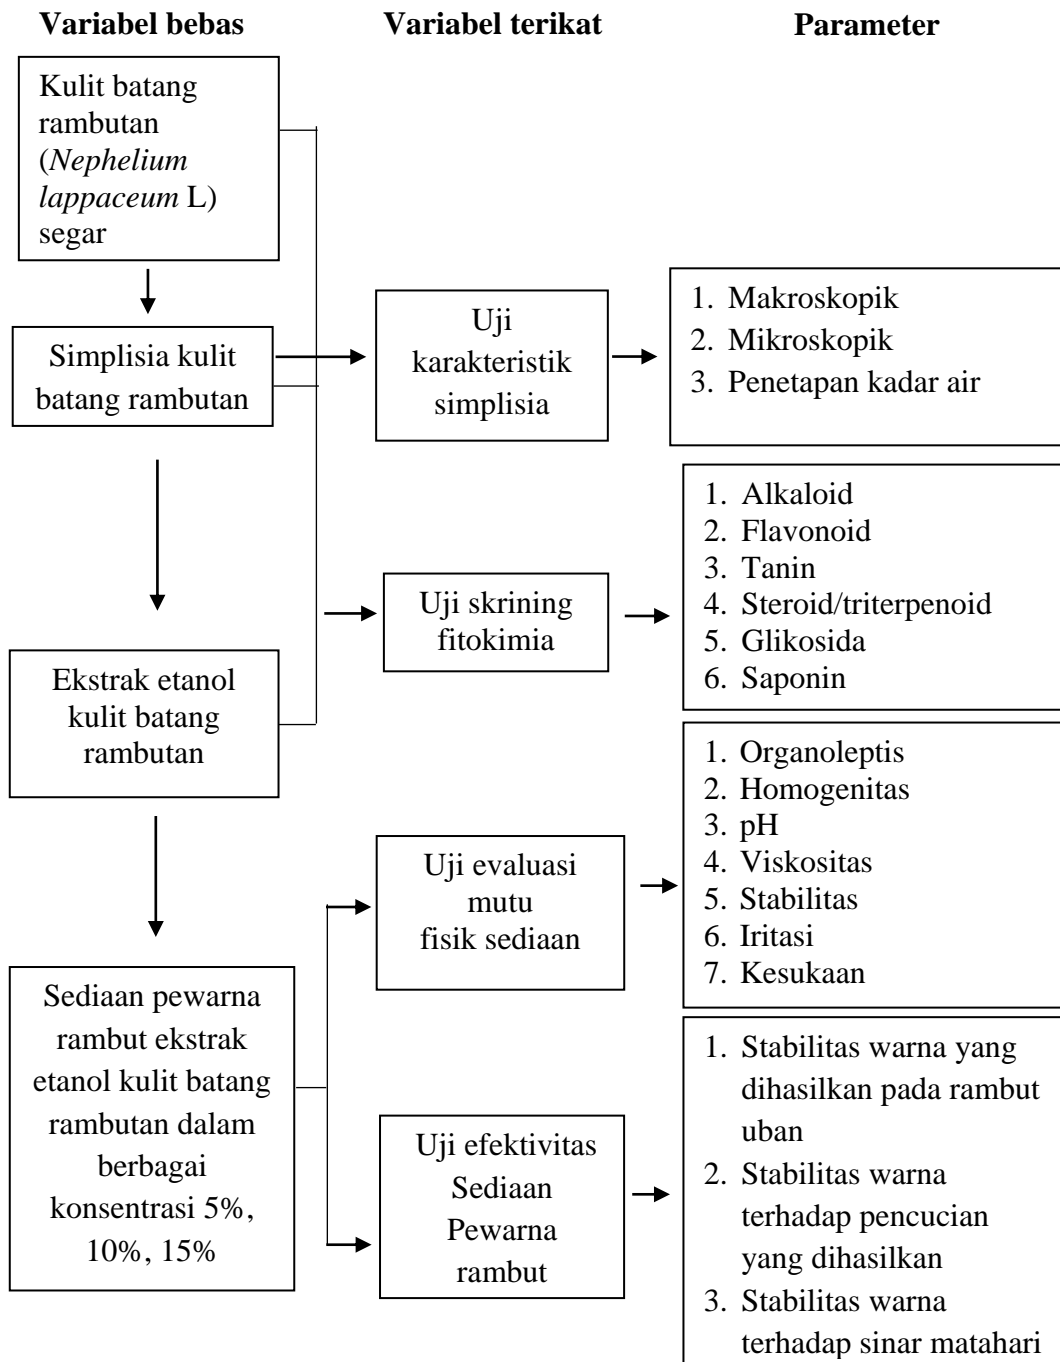 Variabel bebas
Variabel terikat
Parameter
Kulit batang
rambutan
(Nephelium
lappaceum L)
segar
Simplisia kulit
batang rambutan
Uji
karakteristik
simplisia
1. Makroskopik
2. Mikroskopik
3. Penetapan kadar air
Ekstrak etanol
kulit batang
rambutan
Uji skrining
fitokimia
1. Alkaloid
2. Flavonoid
3. Tanin
4. Steroid/triterpenoid
5. Glikosida
6. Saponin
Sediaan pewarna
rambut ekstrak
etanol kulit batang
rambutan dalam
berbagai
konsentrasi 5%,
10%, 15%
Uji evaluasi
mutu
fisik sediaan
1. Organoleptis
2. Homogenitas
3. pH
4. Viskositas
5. Stabilitas
6. Iritasi
7. Kesukaan
Uji efektivitas
Sediaan
Pewarna
rambut
1. Stabilitas warna yang
dihasilkan pada rambut
uban
2. Stabilitas warna
terhadap pencucian
yang dihasilkan
3. Stabilitas warna
terhadap sinar matahari